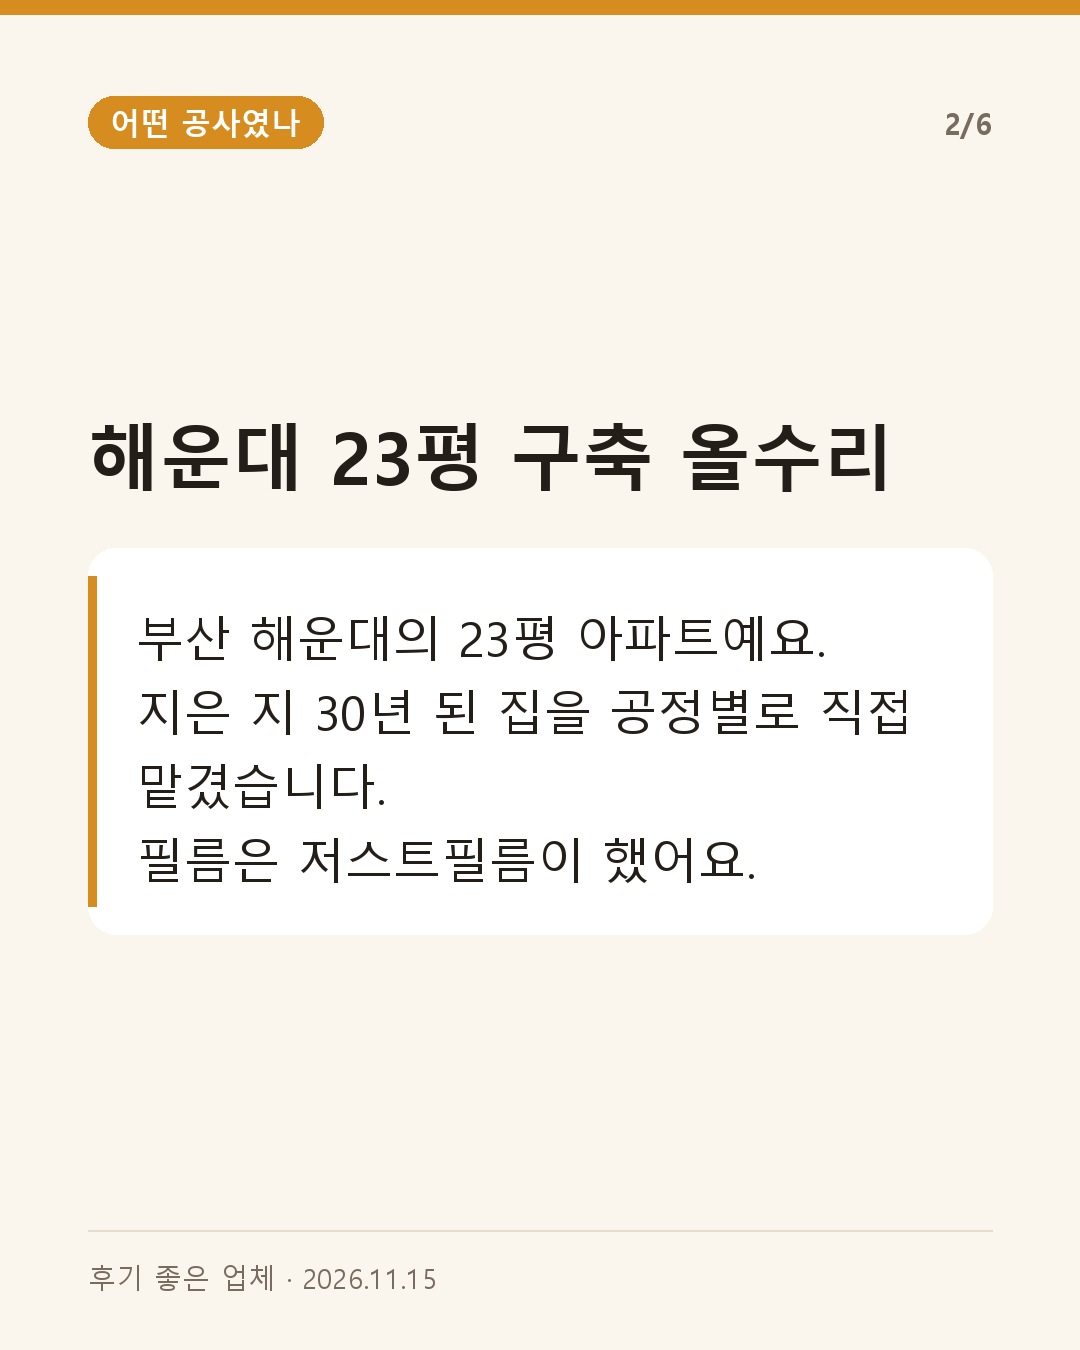 어떤 공사였나
2/6
해운대 23평 구축 올수리
부산 해운대의 23평 아파트예요.
지은 지 30년 된 집을 공정별로 직접
맡겼습니다.
필름은 저스트필름이 했어요.
후기 좋은 업체 · 2026.11.15